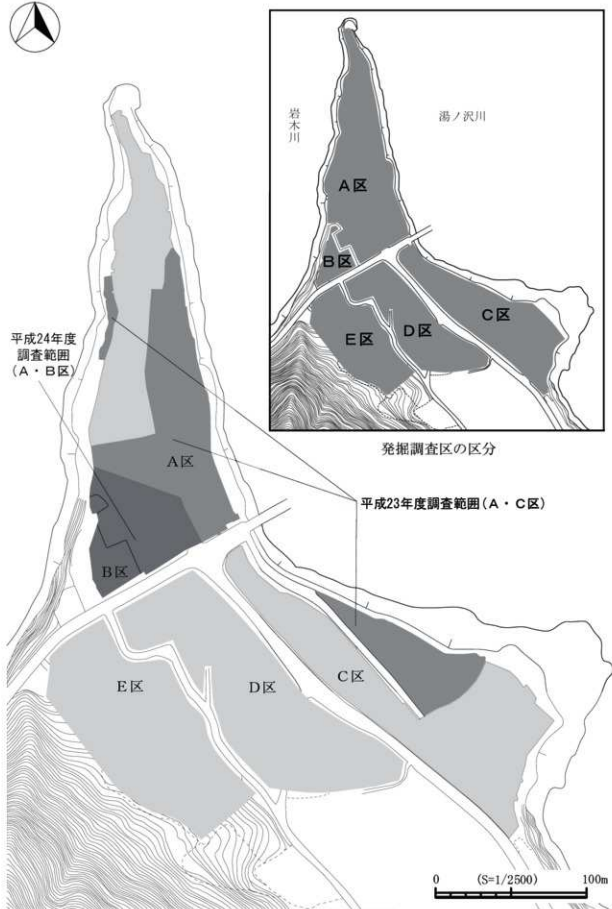 岩木川
湯ノ沢川
A区
B区
C区
D区
E区
発掘調査区の区分
平成24年度
調査範囲
(A・B区)
A区
平成23年度調査範囲(A・C区)
B区
C区
D区
E区
0 (S=1/2500) 100m